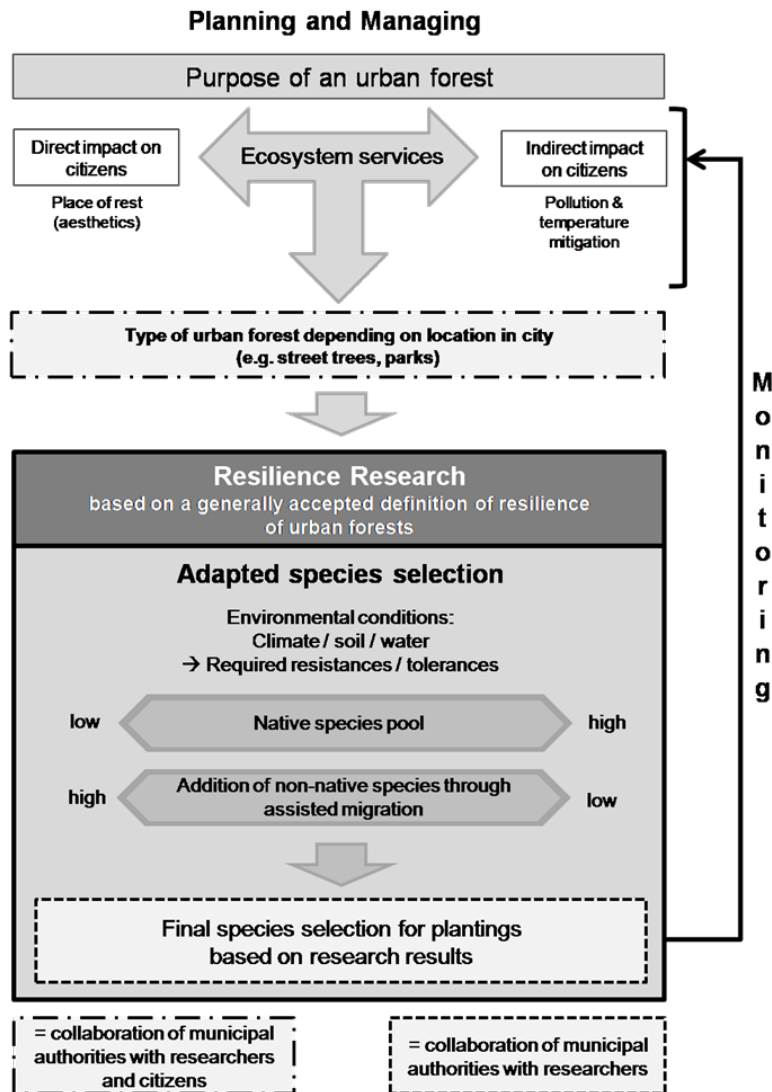 Planning and Managing
Purpose of an urban forest
Direct impact on
citizens
Place of rest
(aesthetics)
Ecosystem services
Indirect impact
on citizens
Pollution &
temperature
mitigation
Type of urban forest depending on location in city
(e.g. street trees, parks)
Monitoring
Resilience Research
based on a generally accepted definition of resilience
of urban forests
Adapted species selection
Environmental conditions:
Climate / soil / water
→ Required resistances / tolerances
low
Native species pool
high
high
Addition of non-native species through
assisted migration
low
Final species selection for plantings
based on research results
= collaboration of municipal
authorities with researchers
and citizens
= collaboration of municipal
authorities with researchers